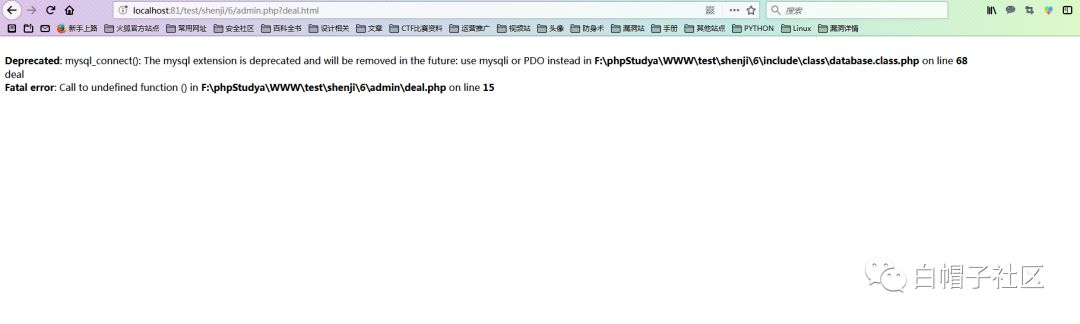 localhost:81/test/shenji/6/admin.php?deal.html
搜索
新手上路 火狐官方站点 常用网址 安全社区 百科全书 设计相关 文章 CTF比赛资料 运营推广 视频站 头像 防身术 漏洞站 手册 其他站点 PYTHON Linux 漏洞详情
Deprecated: mysql_connect(): The mysql extension is deprecated and will be removed in the future: use mysqli or PDO instead in F:\phpStudya\WWW\test\shenji\6\include\class\database.class.php on line 68
deal
Fatal error: Call to undefined function () in F:\phpStudya\WWW\test\shenji\6\admin\deal.php on line 15
白帽子社区